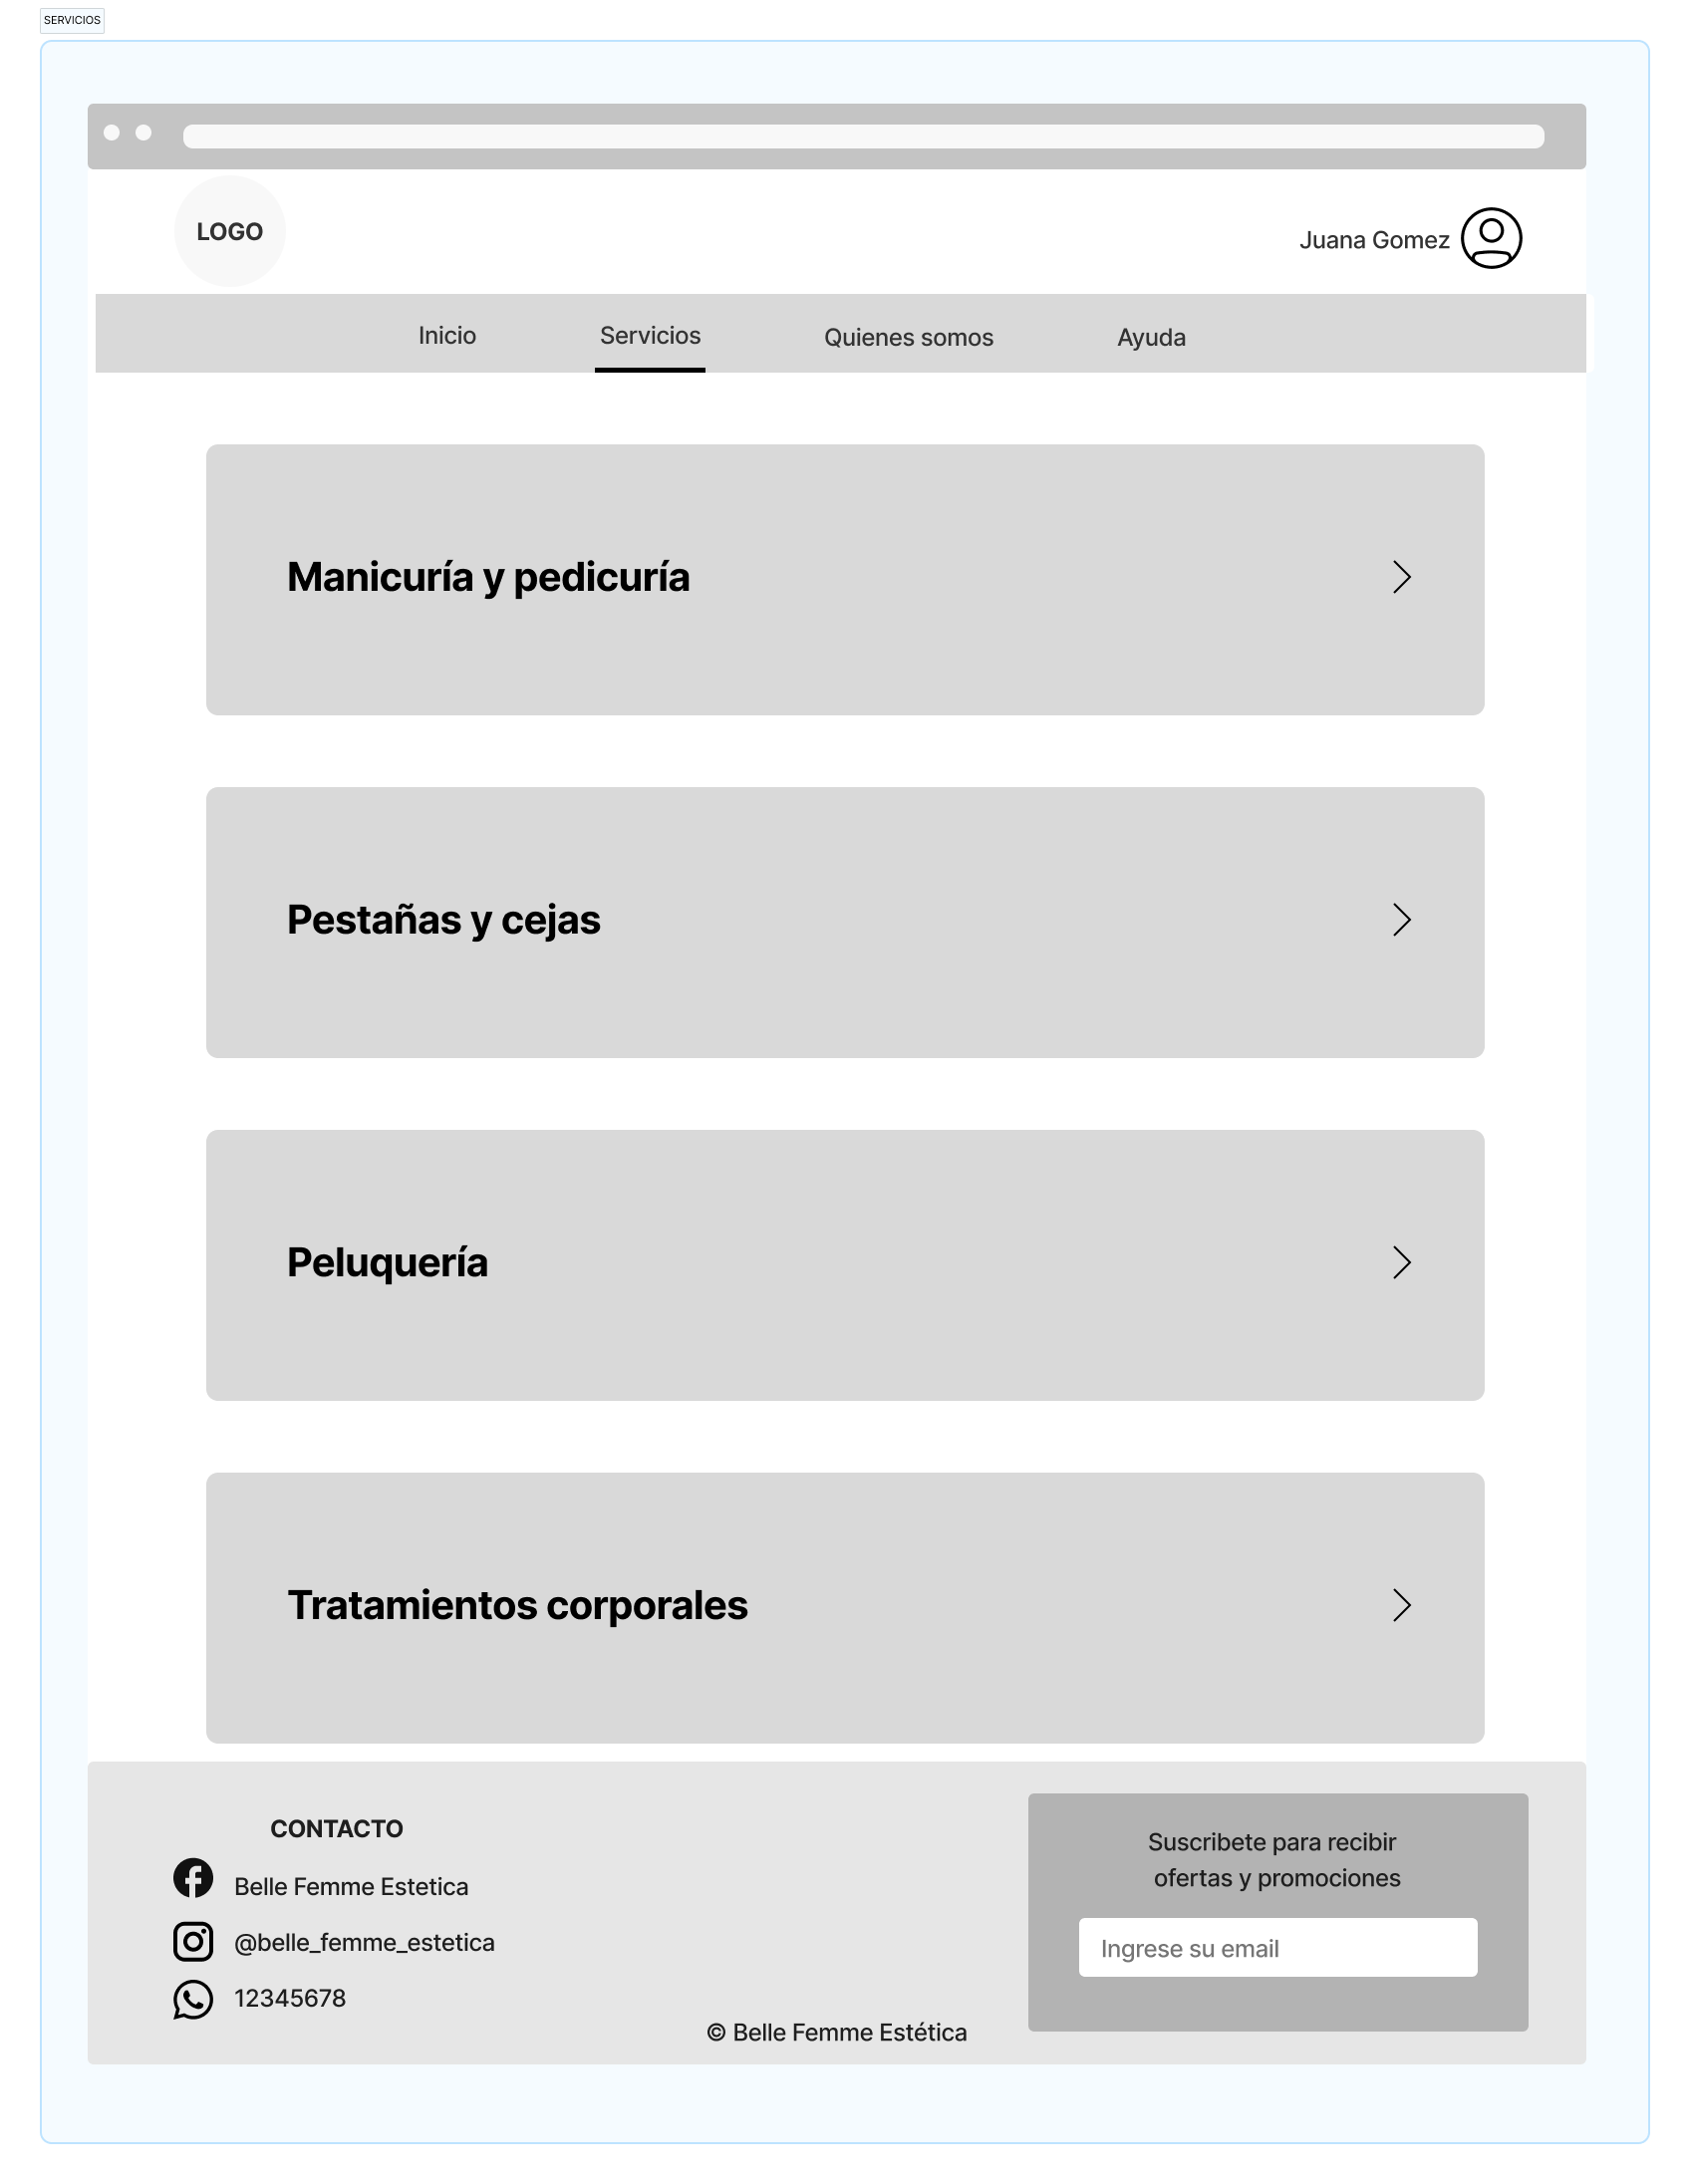 SERVICIOS
LOGO
Juana Gomez
Inicio
Servicios
Quienes somos
Ayuda
Manicuría y pedicuría
Pestañas y cejas
Peluquería
Tratamientos corporales
CONTACTO
Belle Femme Estetica
@belle_femme_estetica
12345678
© Belle Femme Estética
Suscribete para recibir
ofertas y promociones
Ingrese su email